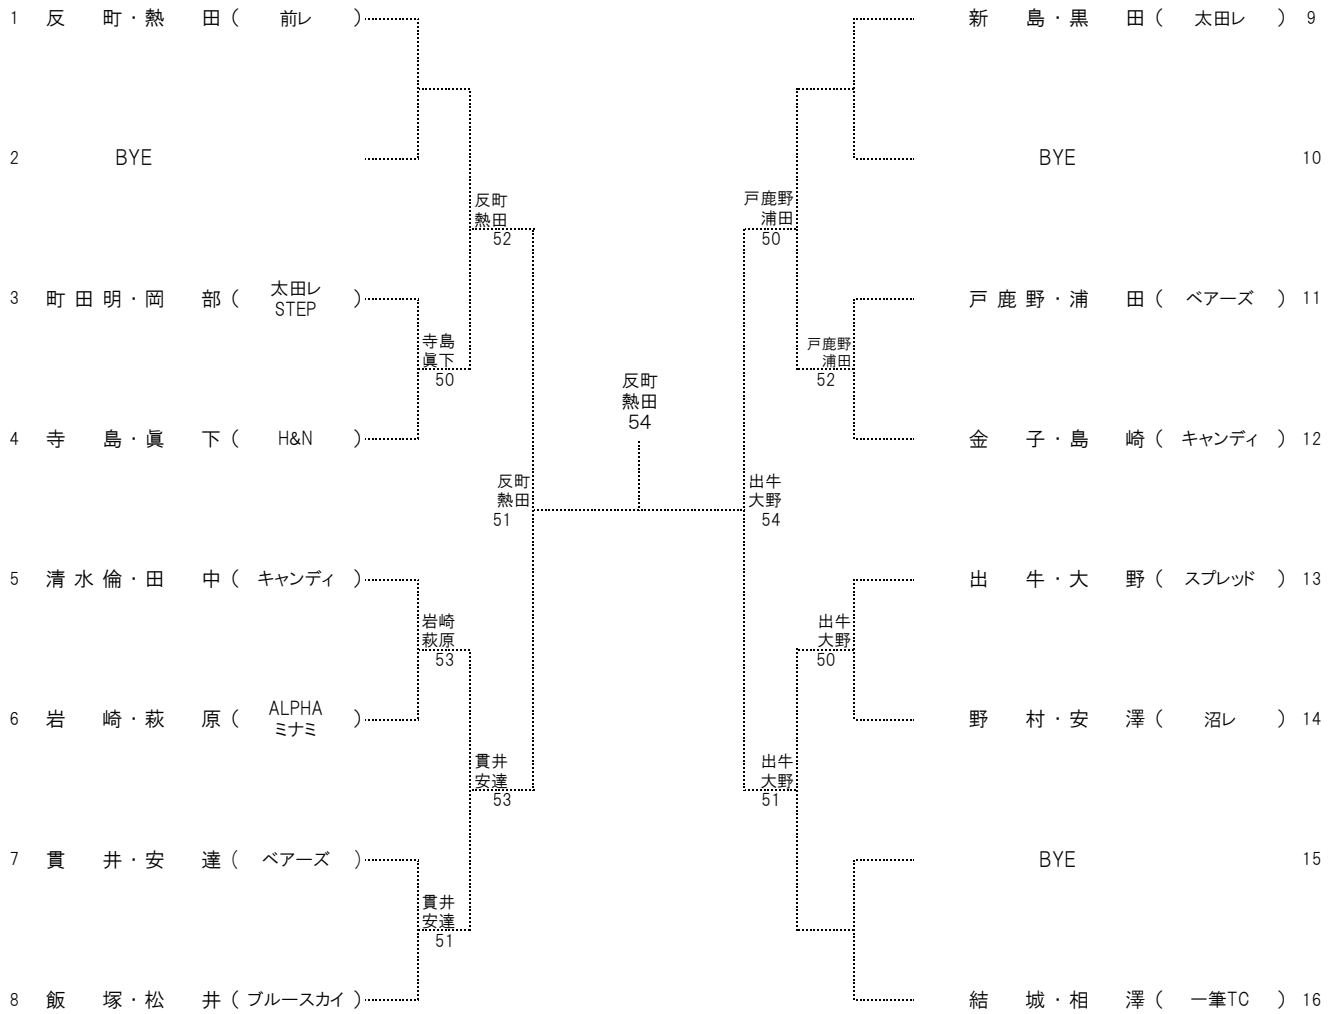 1 反 町・熱 田 ( 前レ )
2 BYE
反町
熱田
52
3 町田明・岡 部 ( 太田レ STEP )
寺島
眞下
50
4 寺 島・眞 下 ( H&N )
反町
熱田
51
5 清水倫・田 中 ( キャンディ )
岩崎
萩原
53
6 岩 崎・萩 原 ( ALPHA ミナミ )
貫井
安達
53
7 貫 井・安 達 ( ベアーズ )
貫井
安達
51
8 飯 塚・松 井 ( ブルースカイ )
反町
熱田
54
新 島・黒 田 ( 太田レ ) 9
BYE 10
戸鹿野
浦田
50
戸鹿野・浦 田 ( ベアーズ ) 11
戸鹿野
浦田
52
金 子・島 崎 ( キャンディ ) 12
出牛
大野
54
出 牛・大 野 ( スプレッド ) 13
出牛
大野
50
野 村・安 澤 ( 沼レ ) 14
出牛
大野
51
BYE 15
結 城・相 澤 ( 一筆TC ) 16